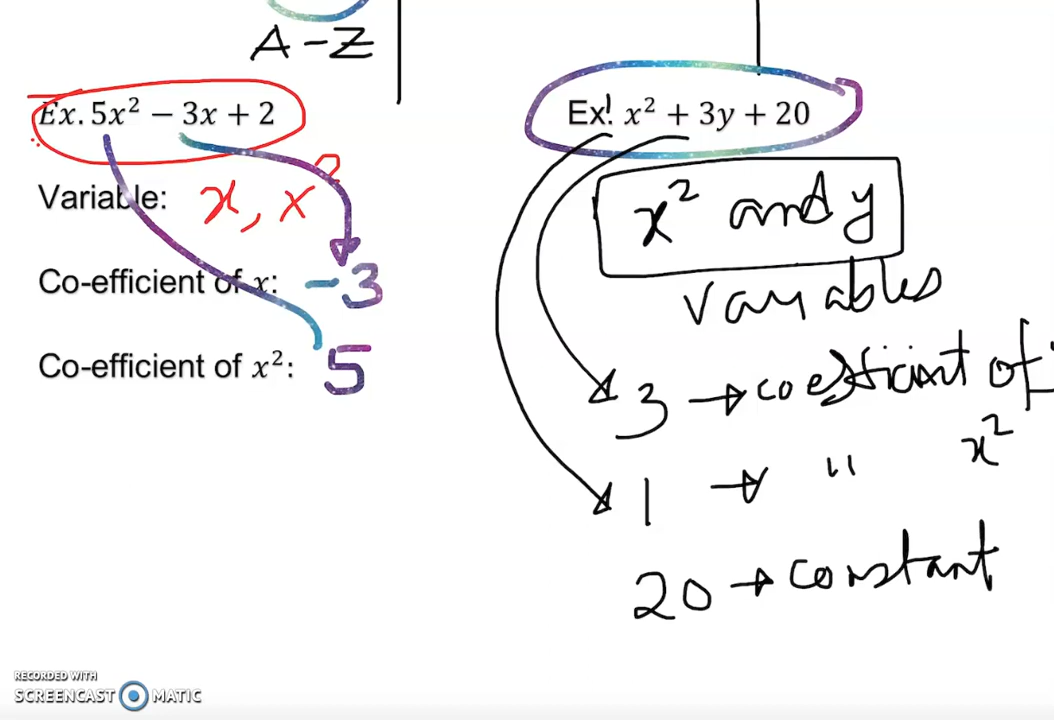 A-Z
Ex. 5x² − 3x + 2
Variable: x, x²
Co-efficient of x: -3
Co-efficient of x²: 5
Ex! x² + 3y + 20
x² and y
variables
3 → coefficient of
1 → " x²
20 → constant
RECORDED WITH
SCREENCAST MATIC